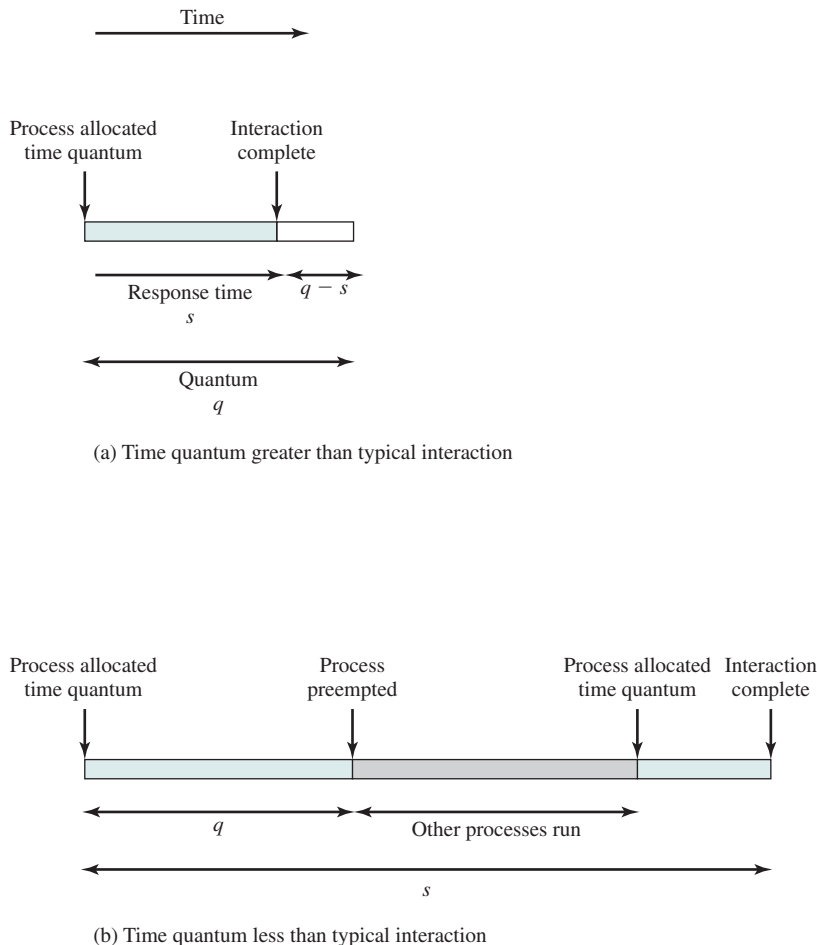 Time
Process allocated
time quantum
Interaction
complete
Response time
s
q − s
Quantum
q
(a) Time quantum greater than typical interaction
Process allocated
time quantum
Process
preempted
Process allocated
time quantum
Interaction
complete
q
Other processes run
s
(b) Time quantum less than typical interaction